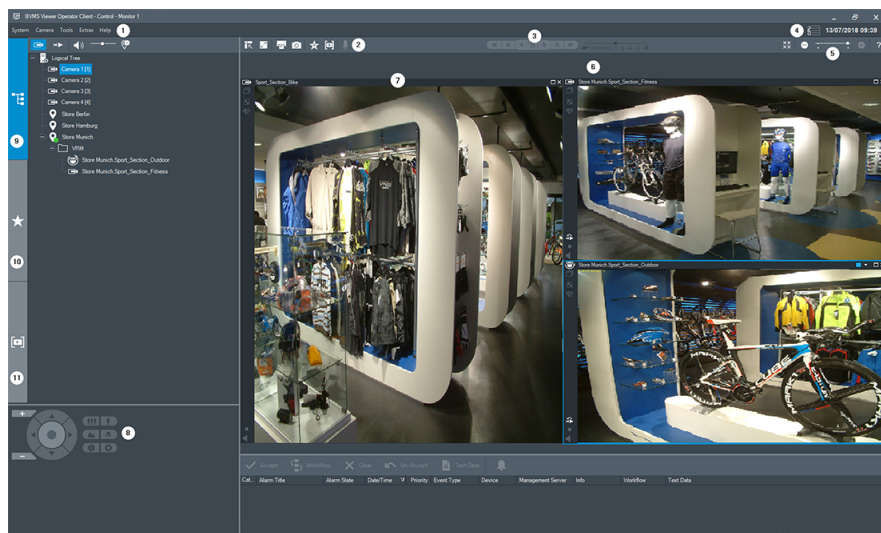 BVMS Viewer Operator Client - Control - Monitor 1
System Camera Tools Extras Help 1
4 13/07/2018 09:39
2
3
5 ?
Logical Tree
Camera 1 [1]
Camera 2 [2]
Camera 3 [3]
Camera 4 [4]
Store Berlin
Store Hamburg
Store Munich
VRM
Store Munich.Sport_Section_Outdoor
Store Munich.Sport_Section_Fitness
9
10
11
8
6
Sport_Section_Bike 7
Store Munich.Sport_Section_Fitness
Store Munich.Sport_Section_Outdoor
CUBE
Accept Workflow Clear Un-Accept Text Data
Cat.. Alarm Title Alarm State Date/Time Priority Event Type Device Management Server Info Workflow Text Data